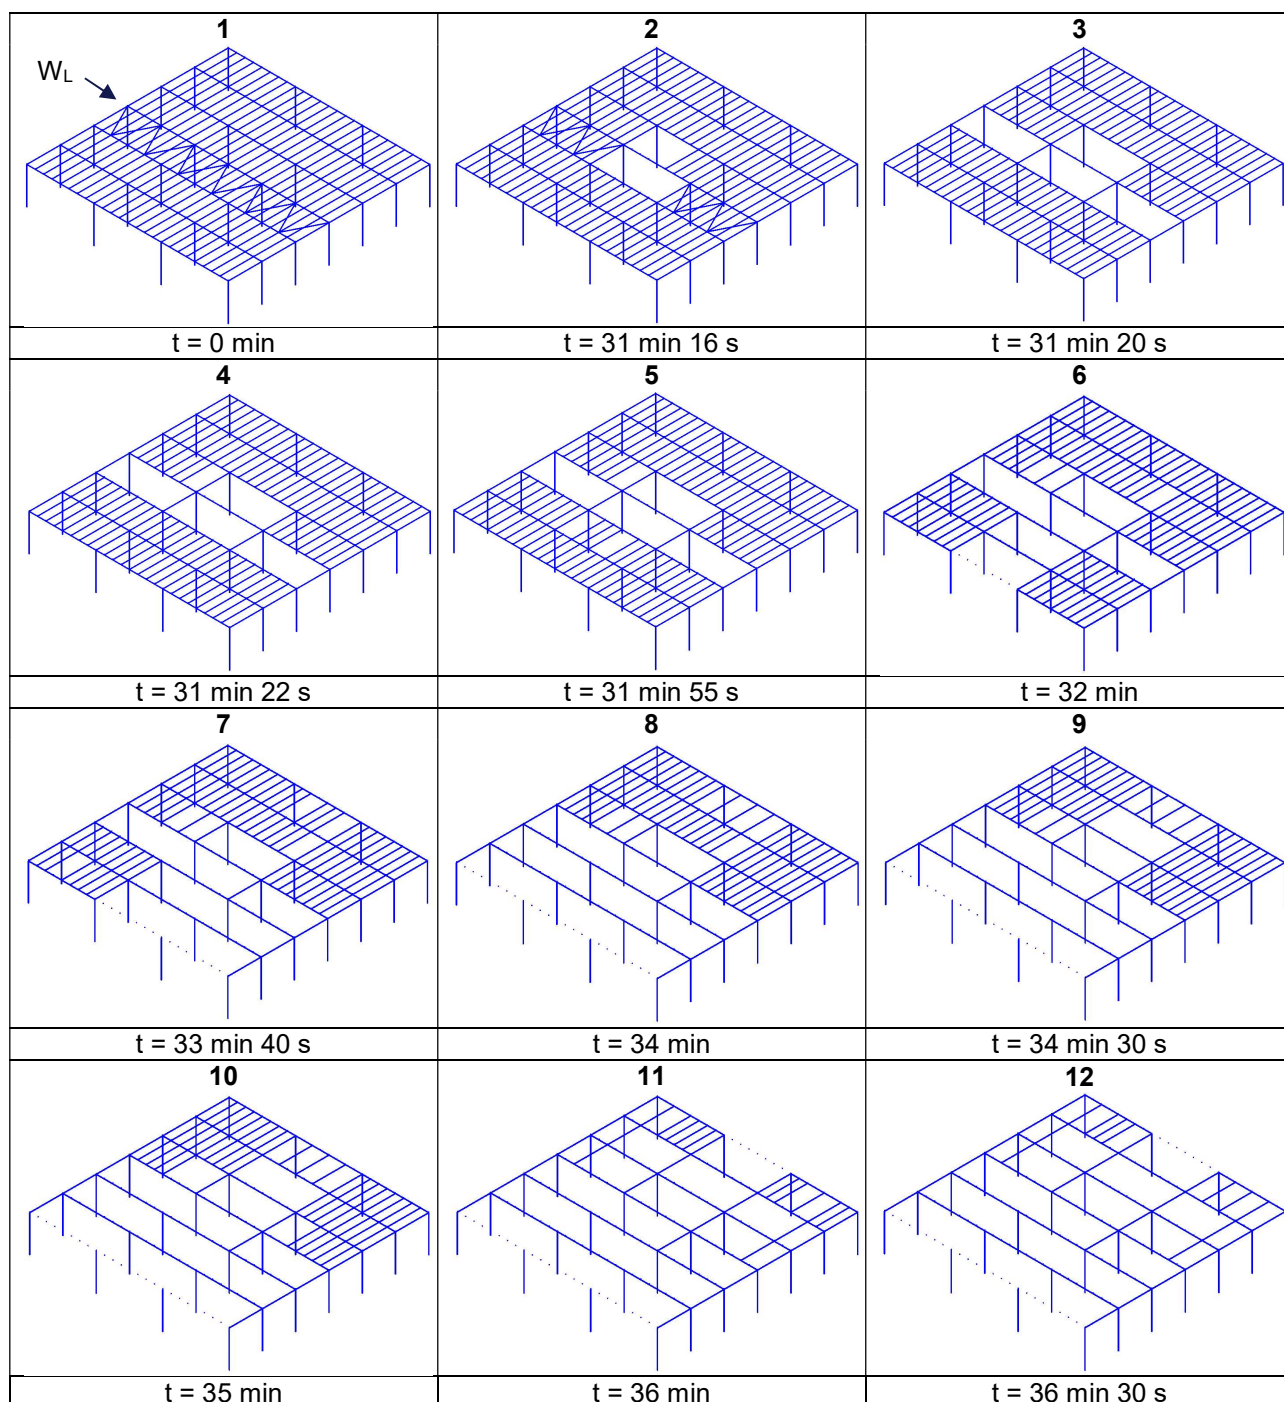 1
2
3
W_L
t = 0 min
t = 31 min 16 s
t = 31 min 20 s
4
5
6
t = 31 min 22 s
t = 31 min 55 s
t = 32 min
7
8
9
t = 33 min 40 s
t = 34 min
t = 34 min 30 s
10
11
12
t = 35 min
t = 36 min
t = 36 min 30 s